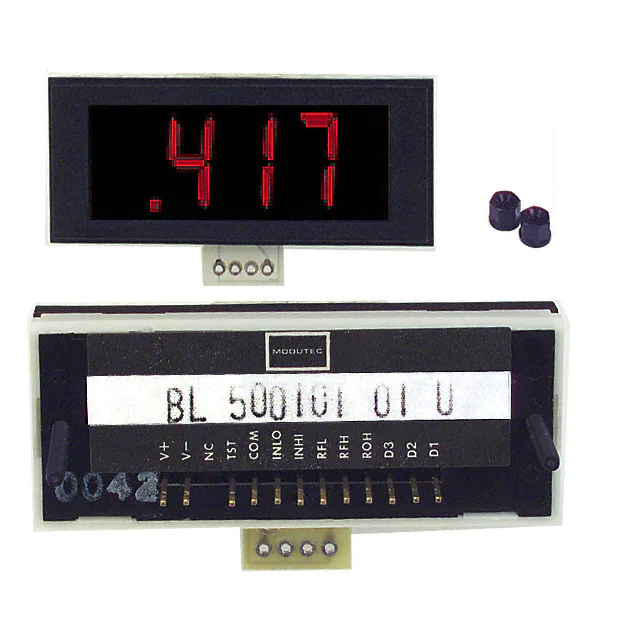 .417
MODUTEC
BL 500101 01 U
V+ V- NC TST COM INLO INHI RFL RFH ROH D3 D2 D1
0042